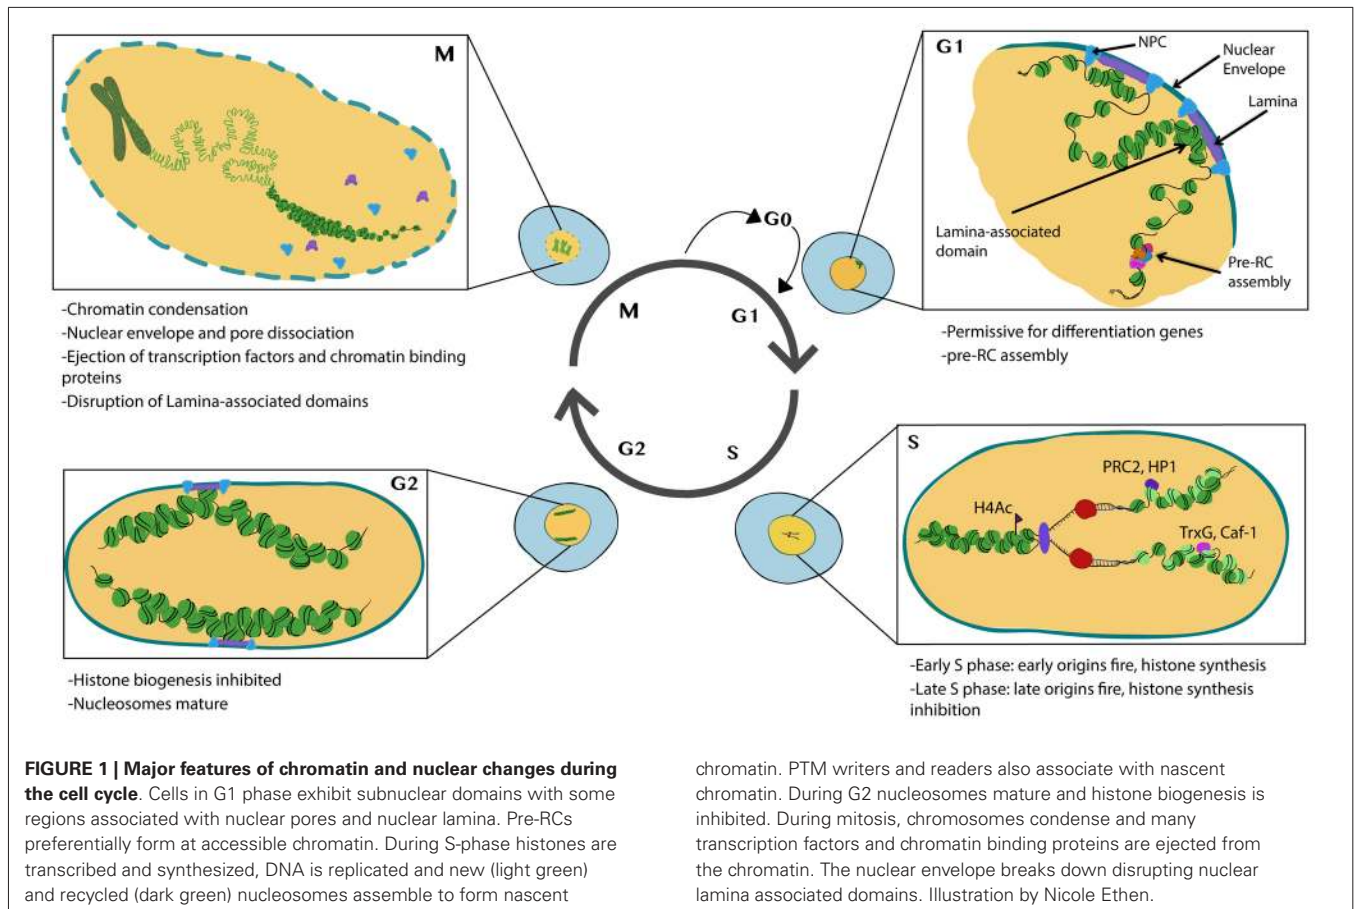 M
-Chromatin condensation
-Nuclear envelope and pore dissociation
-Ejection of transcription factors and chromatin binding
proteins
-Disruption of Lamina-associated domains
G1
NPC
Nuclear
Envelope
Lamina
Lamina-associated
domain
Pre-RC
assembly
-Permissive for differentiation genes
-pre-RC assembly
G0
M
G1
G2
S
G2
-Histone biogenesis inhibited
-Nucleosomes mature
S
PRC2, HP1
H4Ac
TrxG, Caf-1
-Early S phase: early origins fire, histone synthesis
-Late S phase: late origins fire, histone synthesis
inhibition
FIGURE 1 | Major features of chromatin and nuclear changes during
the cell cycle. Cells in G1 phase exhibit subnuclear domains with some
regions associated with nuclear pores and nuclear lamina. Pre-RCs
preferentially form at accessible chromatin. During S-phase histones are
transcribed and synthesized, DNA is replicated and new (light green)
and recycled (dark green) nucleosomes assemble to form nascent
chromatin. PTM writers and readers also associate with nascent
chromatin. During G2 nucleosomes mature and histone biogenesis is
inhibited. During mitosis, chromosomes condense and many
transcription factors and chromatin binding proteins are ejected from
the chromatin. The nuclear envelope breaks down disrupting nuclear
lamina associated domains. Illustration by Nicole Ethen.